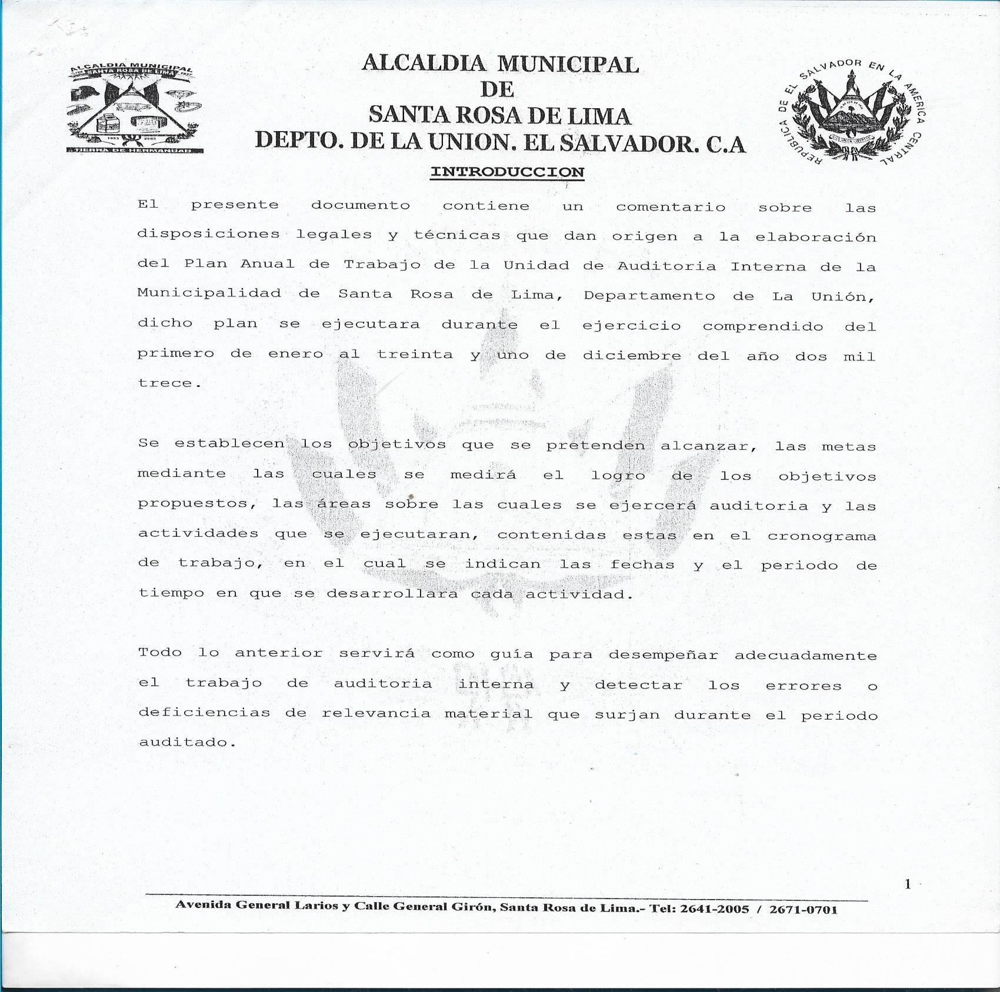 ALCALDIA MUNICIPAL
SANTA ROSA DE LIMA
1903 2003
TIERRA DE HERMANDAD
ALCALDIA MUNICIPAL
DE
SANTA ROSA DE LIMA
DEPTO. DE LA UNION. EL SALVADOR. C.A
REPUBLICA DE EL SALVADOR EN LA AMERICA CENTRAL
INTRODUCCION
El presente documento contiene un comentario sobre las
disposiciones legales y técnicas que dan origen a la elaboración
del Plan Anual de Trabajo de la Unidad de Auditoria Interna de la
Municipalidad de Santa Rosa de Lima, Departamento de La Unión,
dicho plan se ejecutara durante el ejercicio comprendido del
primero de enero al treinta y uno de diciembre del año dos mil
trece.
Se establecen los objetivos que se pretenden alcanzar, las metas
mediante las cuales se medirá el logro de los objetivos
propuestos, las áreas sobre las cuales se ejercerá auditoria y las
actividades que se ejecutaran, contenidas estas en el cronograma
de trabajo, en el cual se indican las fechas y el periodo de
tiempo en que se desarrollara cada actividad.
Todo lo anterior servirá como guía para desempeñar adecuadamente
el trabajo de auditoria interna y detectar los errores o
deficiencias de relevancia material que surjan durante el periodo
auditado.
1
Avenida General Larios y Calle General Girón, Santa Rosa de Lima.- Tel: 2641-2005 / 2671-0701